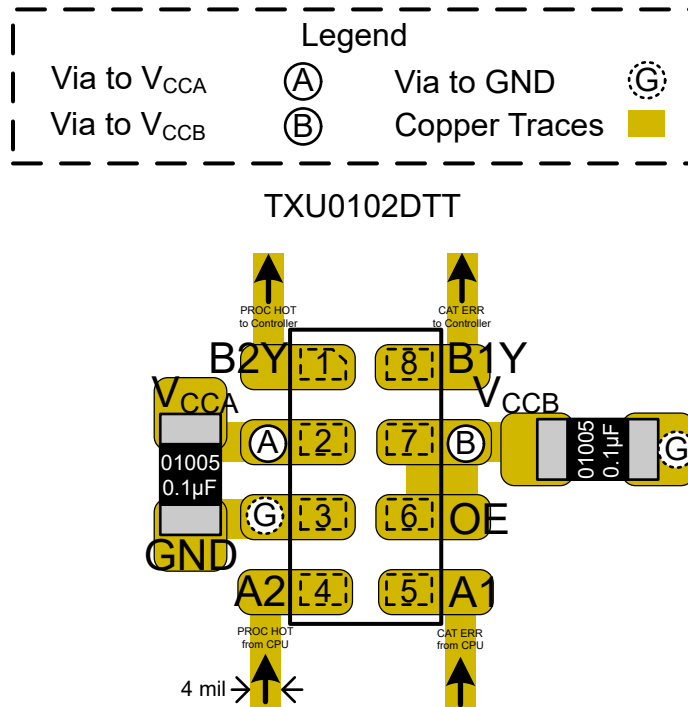 Legend
Via to VCCA A Via to GND G
Via to VCCB B Copper Traces
TXU0102DTT
PROC HOT
to Controller
CAT ERR
to Controller
B2Y 1 8 B1Y
VCCA
VCCB
A 2 7 B
01005
0.1µF
01005
0.1µF
G
G 3 6 OE
GND
A2 4 5 A1
PROC HOT
from CPU
CAT ERR
from CPU
4 mil